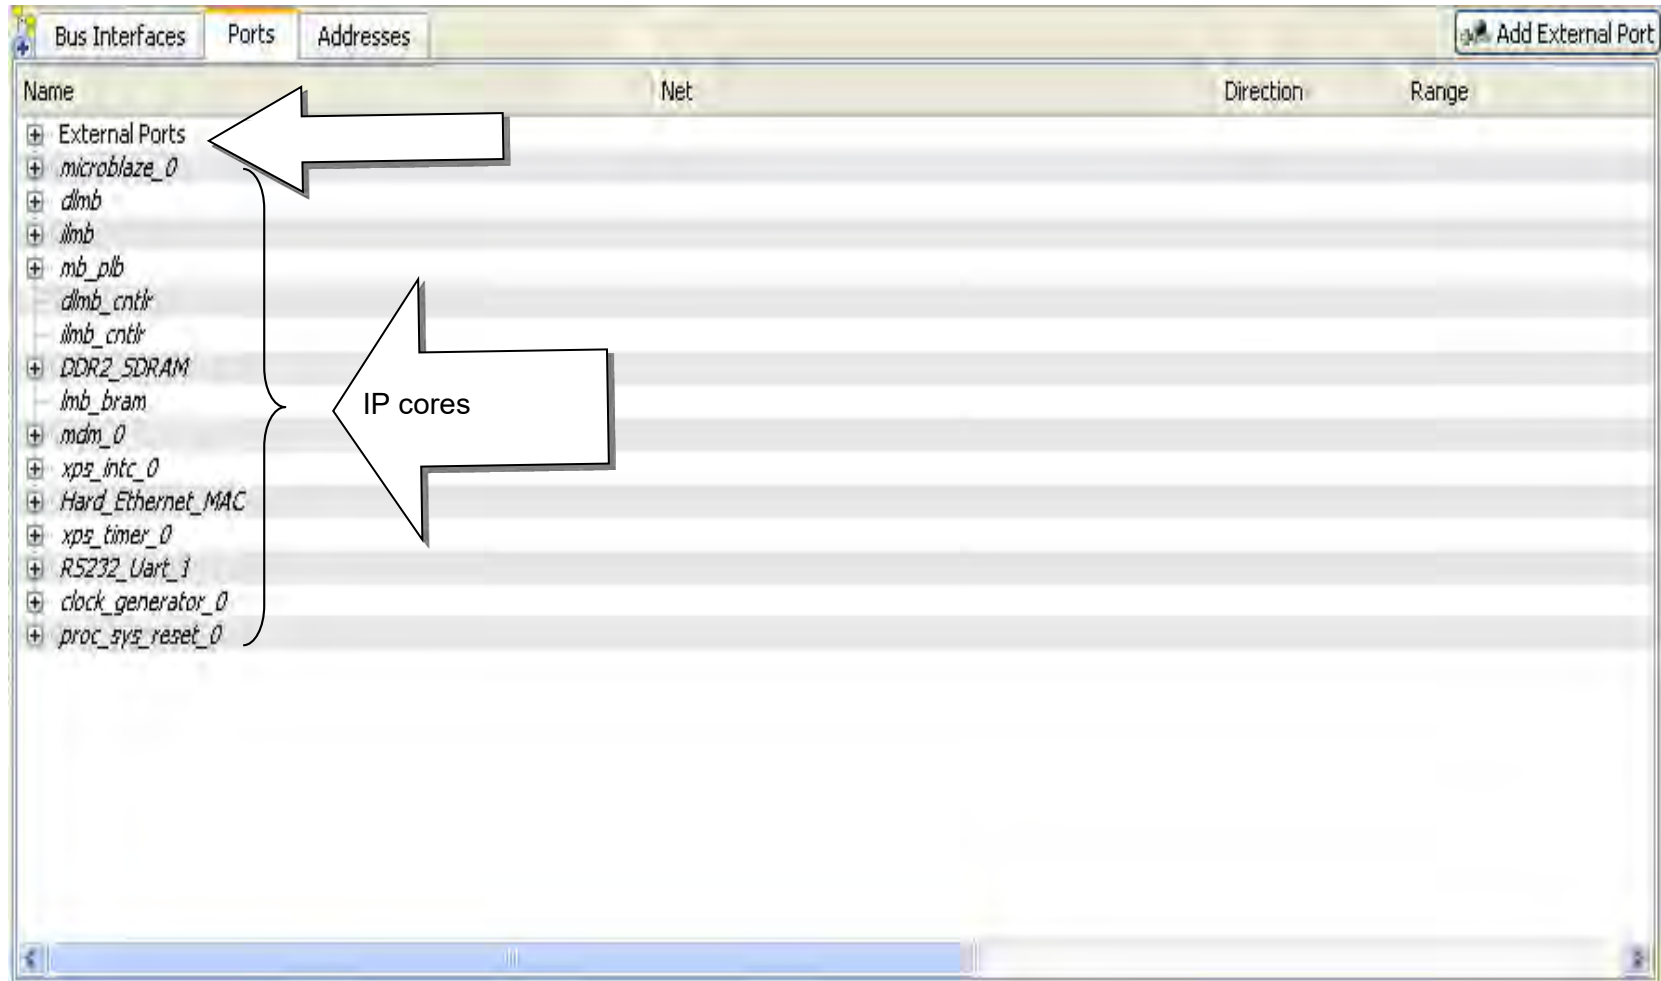 Bus Interfaces Ports Addresses Add External Port
Name Net Direction Range
External Ports
microblaze_0
dlmb
ilmb
mb_plb
dlmb_cntlr
ilmb_cntlr
DDR2_SDRAM
lmb_bram
IP cores
mdm_0
xps_intc_0
Hard_Ethernet_MAC
xps_timer_0
RS232_Uart_1
clock_generator_0
proc_sys_reset_0